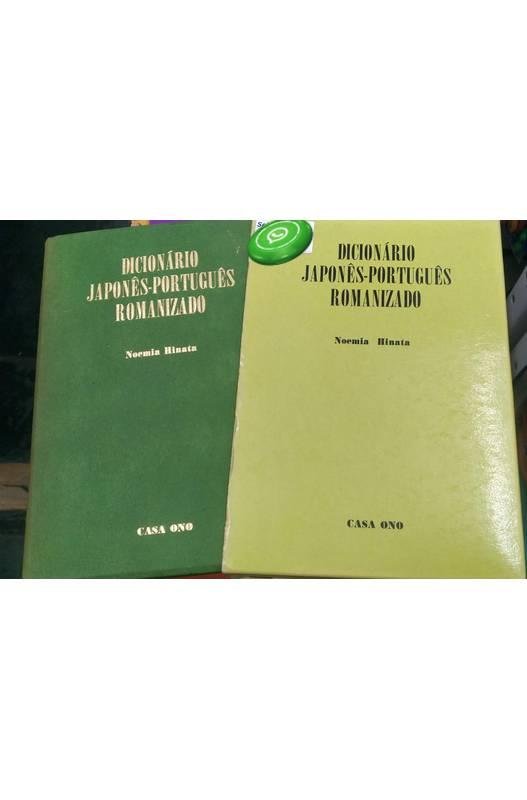 DICIONÁRIO
JAPONÊS-PORTUGUÊS
ROMANIZADO
Noemia Hinata
CASA ONO
DICIONÁRIO
JAPONÊS-PORTUGUÊS
ROMANIZADO
Noemia Hinata
CASA ONO